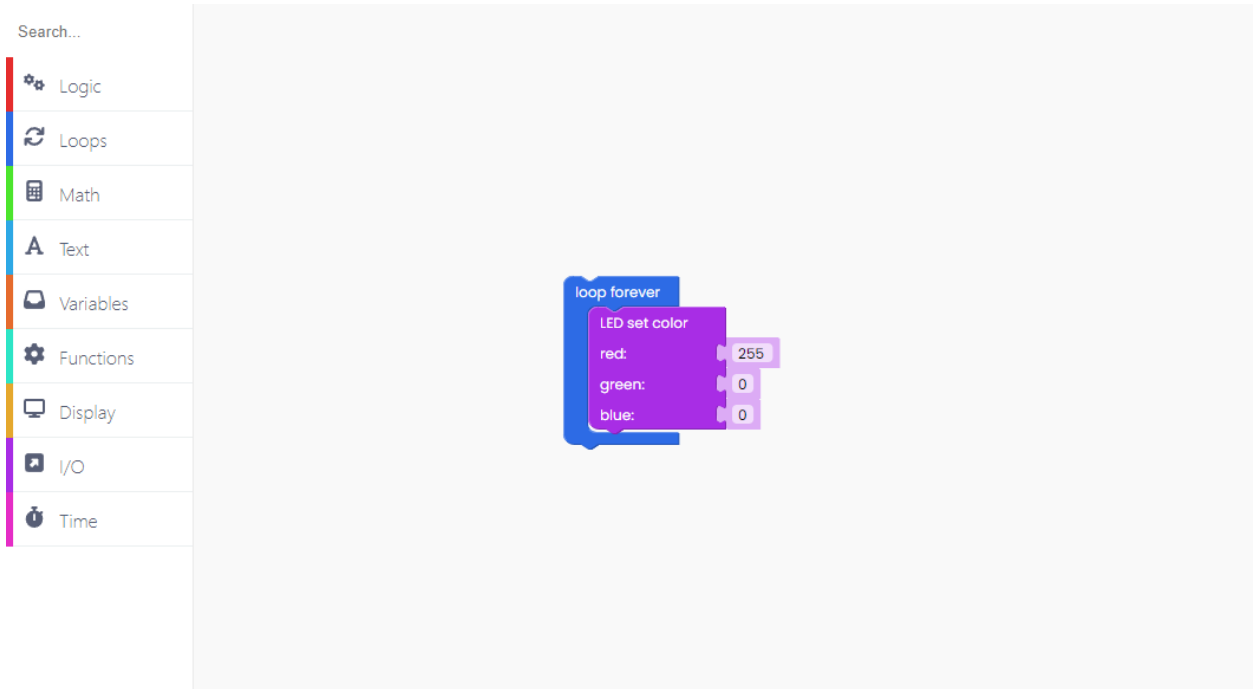 Search...
Logic
Loops
Math
Text
Variables
Functions
Display
I/O
Time
loop forever
LED set color
red: 255
green: 0
blue: 0